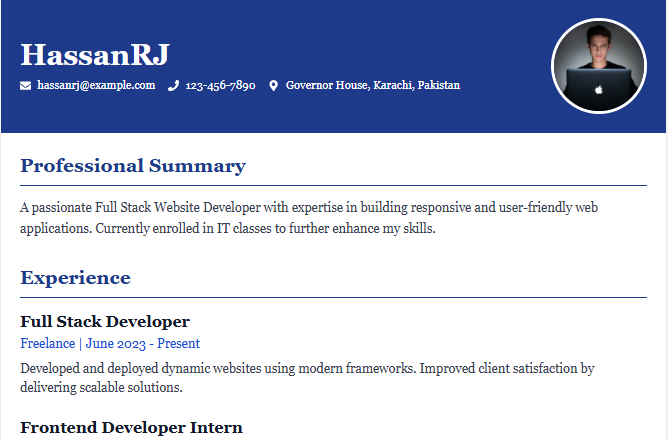 HassanRJ
hassanrj@example.com 123-456-7890 Governor House, Karachi, Pakistan
Professional Summary
A passionate Full Stack Website Developer with expertise in building responsive and user-friendly web
applications. Currently enrolled in IT classes to further enhance my skills.
Experience
Full Stack Developer
Freelance | June 2023 - Present
Developed and deployed dynamic websites using modern frameworks. Improved client satisfaction by
delivering scalable solutions.
Frontend Developer Intern